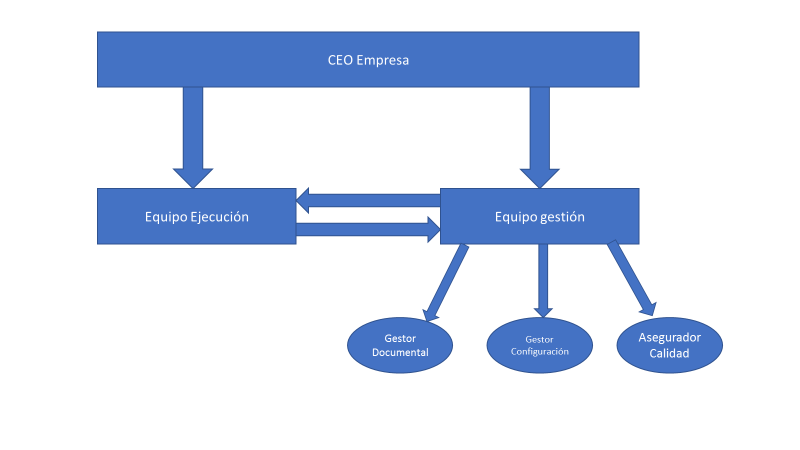 CEO Empresa
Equipo Ejecución
Equipo gestión
Gestor
Documental
Gestor
Configuración
Asegurador
Calidad